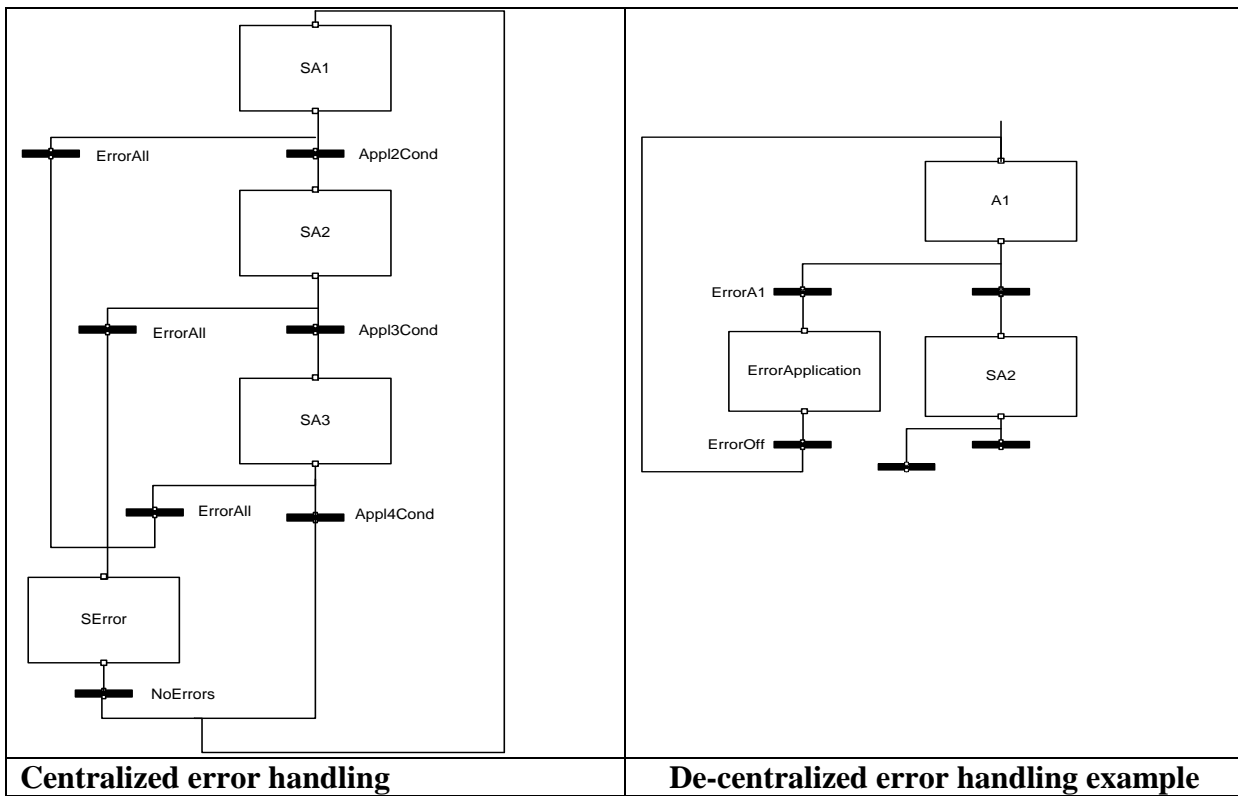 SA1
ErrorAll
Appl2Cond
SA2
ErrorAll
Appl3Cond
SA3
ErrorAll
Appl4Cond
SError
NoErrors
Centralized error handling
A1
ErrorA1
ErrorApplication
SA2
ErrorOff
De-centralized error handling example